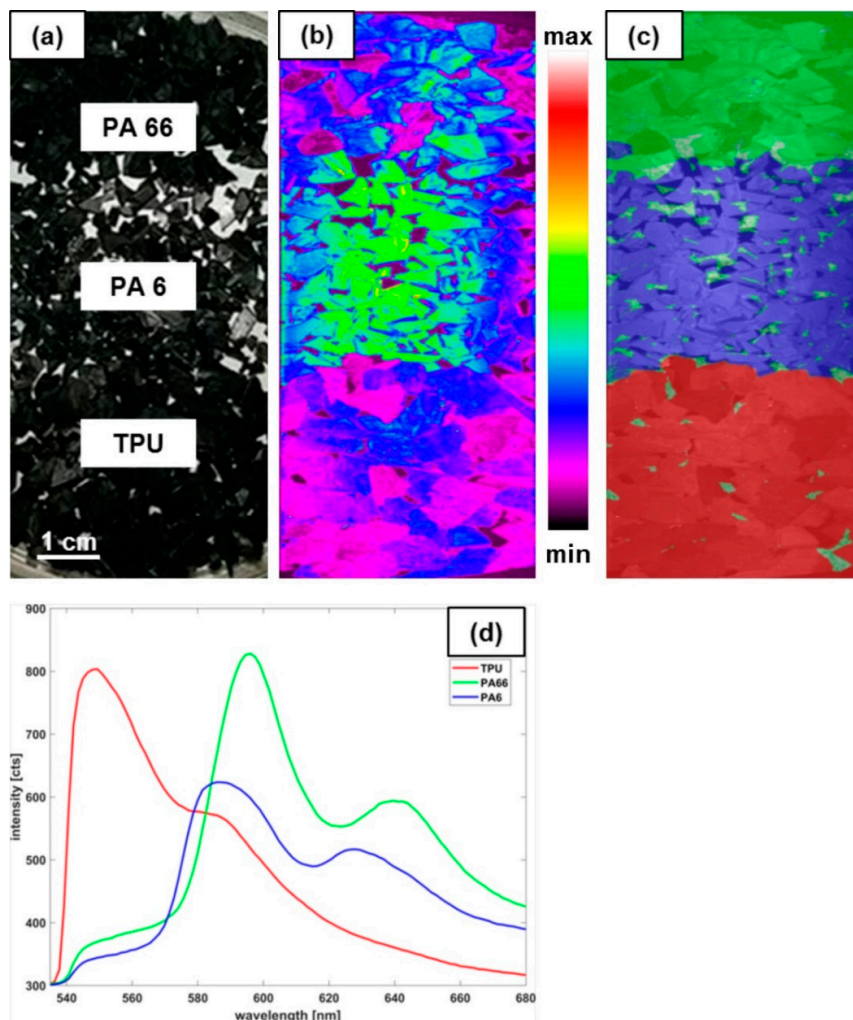 (a)
PA 66
PA 6
TPU
1 cm
(b)
max
min
(c)
(d)
TPU
PA66
PA6
900
800
700
600
500
400
300
intensity [cts]
540 560 580 600 620 640 660 680
wavelength [nm]